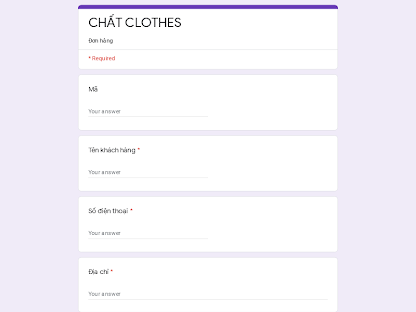 CHẤT CLOTHES
Đơn hàng
* Required
Mã
Your answer
Tên khách hàng *
Your answer
Số điện thoại *
Your answer
Địa chỉ *
Your answer